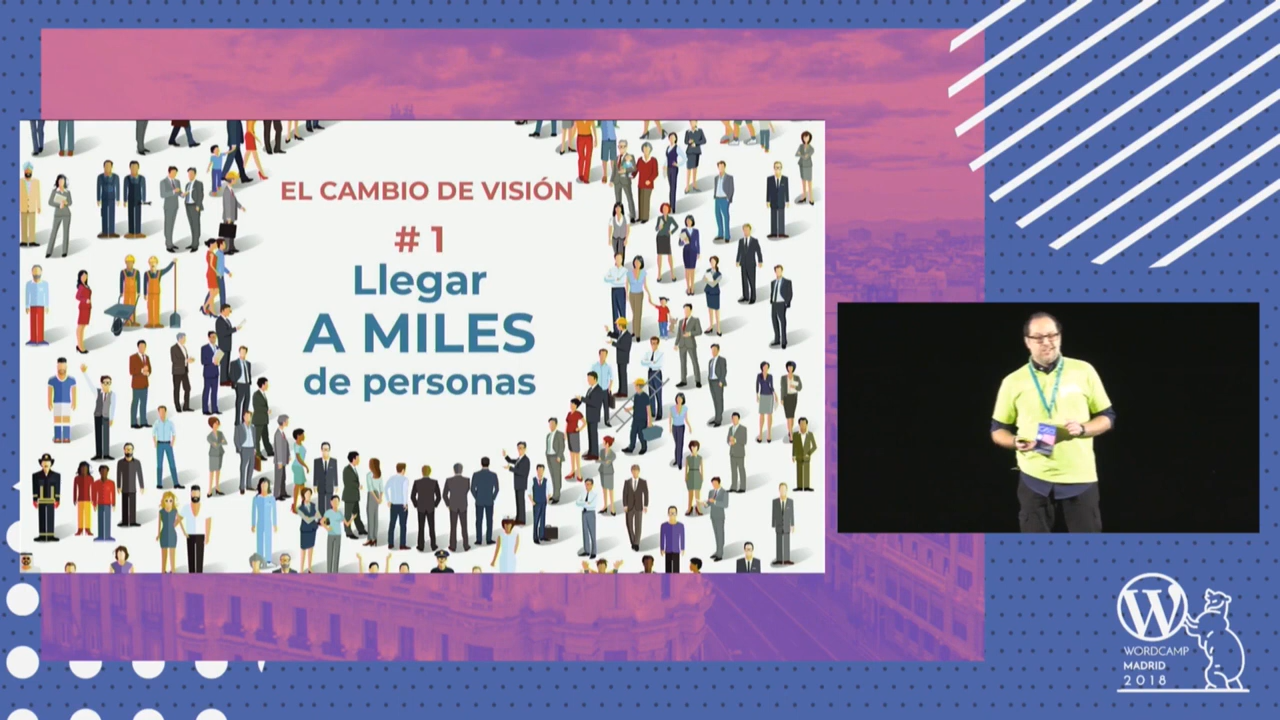 EL CAMBIO DE VISIÓN
# 1
Llegar
A MILES
de personas
WORDCAMP
MADRID
2018